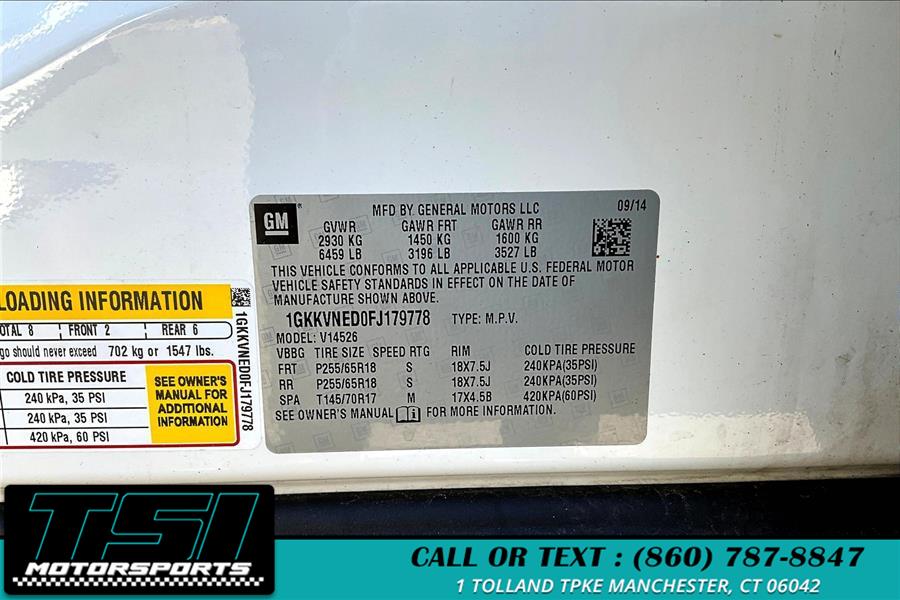 GM
MFD BY GENERAL MOTORS LLC 09/14
GVWR GAWR FRT GAWR RR
2930 KG 1450 KG 1600 KG
6459 LB 3196 LB 3527 LB
THIS VEHICLE CONFORMS TO ALL APPLICABLE U.S. FEDERAL MOTOR
VEHICLE SAFETY STANDARDS IN EFFECT ON THE DATE OF
MANUFACTURE SHOWN ABOVE.
1GKKVNED0FJ179778 TYPE: M.P.V.
MODEL: V14526
VBBG TIRE SIZE SPEED RTG RIM COLD TIRE PRESSURE
FRT P255/65R18 S 18X7.5J 240KPA(35PSI)
RR P255/65R18 S 18X7.5J 240KPA(35PSI)
SPA T145/70R17 M 17X4.5B 420KPA(60PSI)
SEE OWNER'S MANUAL FOR MORE INFORMATION
LOADING INFORMATION
OTAL 8 FRONT 2 REAR 6
go should never exceed 702 kg or 1547 lbs.
COLD TIRE PRESSURE
240 kPa, 35 PSI
240 kPa, 35 PSI
420 kPa, 60 PSI
SEE OWNER'S
MANUAL FOR
ADDITIONAL
INFORMATION
1GKKVNED0FJ179778
TSI
MOTORSPORTS
CALL OR TEXT : (860) 787-8847
1 TOLLAND TPKE MANCHESTER, CT 06042